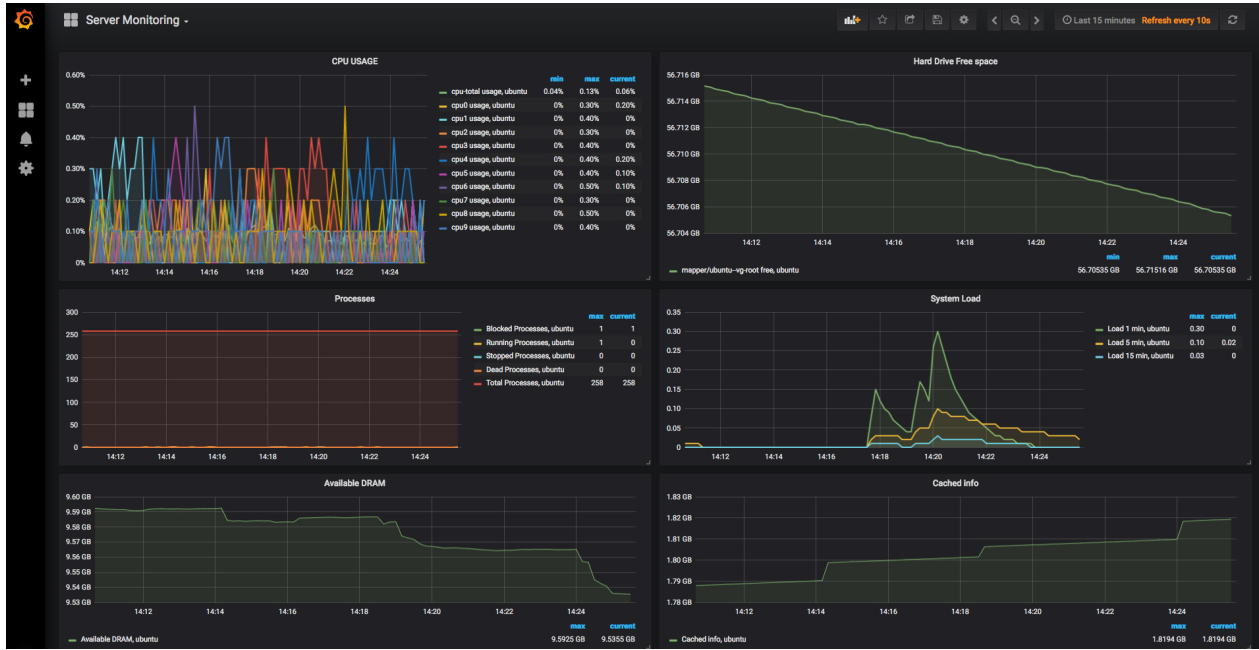 Server Monitoring
Last 15 minutes Refresh every 10s
CPU USAGE
0.60%
0.50%
0.40%
0.30%
0.20%
0.10%
0%
14:12 14:14 14:16 14:18 14:20 14:22 14:24
min max current
cpu-total usage, ubuntu 0.04% 0.13% 0.06%
cpu0 usage, ubuntu 0% 0.30% 0.20%
cpu1 usage, ubuntu 0% 0.40% 0%
cpu2 usage, ubuntu 0% 0.30% 0%
cpu3 usage, ubuntu 0% 0.40% 0%
cpu4 usage, ubuntu 0% 0.40% 0.20%
cpu5 usage, ubuntu 0% 0.40% 0.10%
cpu6 usage, ubuntu 0% 0.50% 0.10%
cpu7 usage, ubuntu 0% 0.30% 0%
cpu8 usage, ubuntu 0% 0.50% 0%
cpu9 usage, ubuntu 0% 0.40% 0%
Hard Drive Free space
56.716 GB
56.714 GB
56.712 GB
56.710 GB
56.708 GB
56.706 GB
56.704 GB
14:12 14:14 14:16 14:18 14:20 14:22 14:24
min max current
mapper/ubuntu--vg-root free, ubuntu 56.70535 GB 56.71516 GB 56.70535 GB
Processes
300
250
200
150
100
50
0
14:12 14:14 14:16 14:18 14:20 14:22 14:24
max current
Blocked Processes, ubuntu 1 1
Running Processes, ubuntu 1 0
Stopped Processes, ubuntu 0 0
Dead Processes, ubuntu 0 0
Total Processes, ubuntu 258 258
System Load
0.35
0.30
0.25
0.20
0.15
0.10
0.05
0
14:12 14:14 14:16 14:18 14:20 14:22 14:24
max current
Load 1 min, ubuntu 0.30 0
Load 5 min, ubuntu 0.10 0.02
Load 15 min, ubuntu 0.03 0
Available DRAM
9.60 GB
9.59 GB
9.58 GB
9.57 GB
9.56 GB
9.55 GB
9.54 GB
9.53 GB
14:12 14:14 14:16 14:18 14:20 14:22 14:24
max current
Available DRAM, ubuntu 9.5925 GB 9.5355 GB
Cached info
1.83 GB
1.82 GB
1.81 GB
1.80 GB
1.79 GB
1.78 GB
14:12 14:14 14:16 14:18 14:20 14:22 14:24
max current
Cached info, ubuntu 1.8194 GB 1.8194 GB